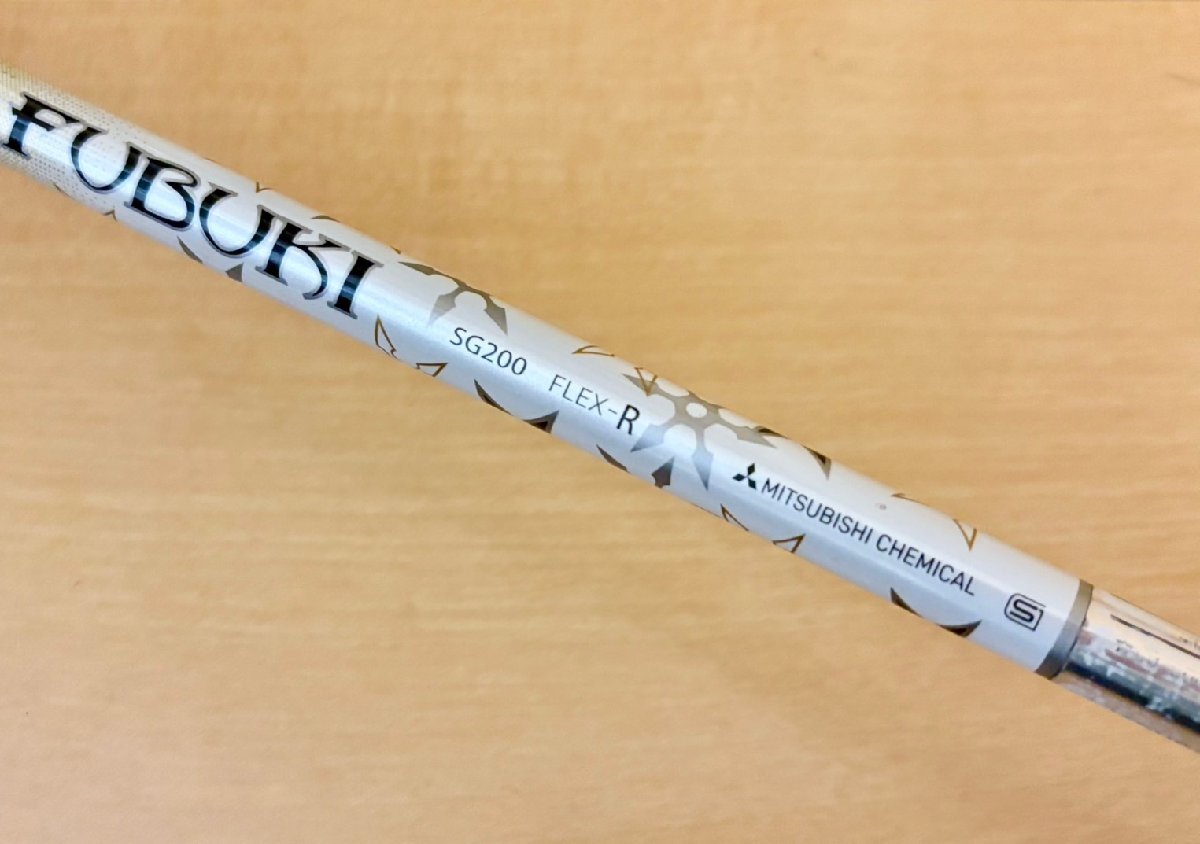 FUBUKI
SG200 FLEX-R
MITSUBISHI CHEMICAL S